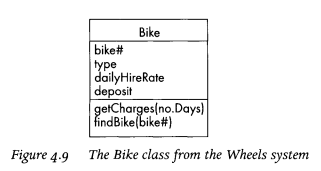 Bike
bike#
type
dailyHireRate
deposit
getCharges(no.Days)
findBike(bike#)
Figure 4.9 The Bike class from the Wheels system